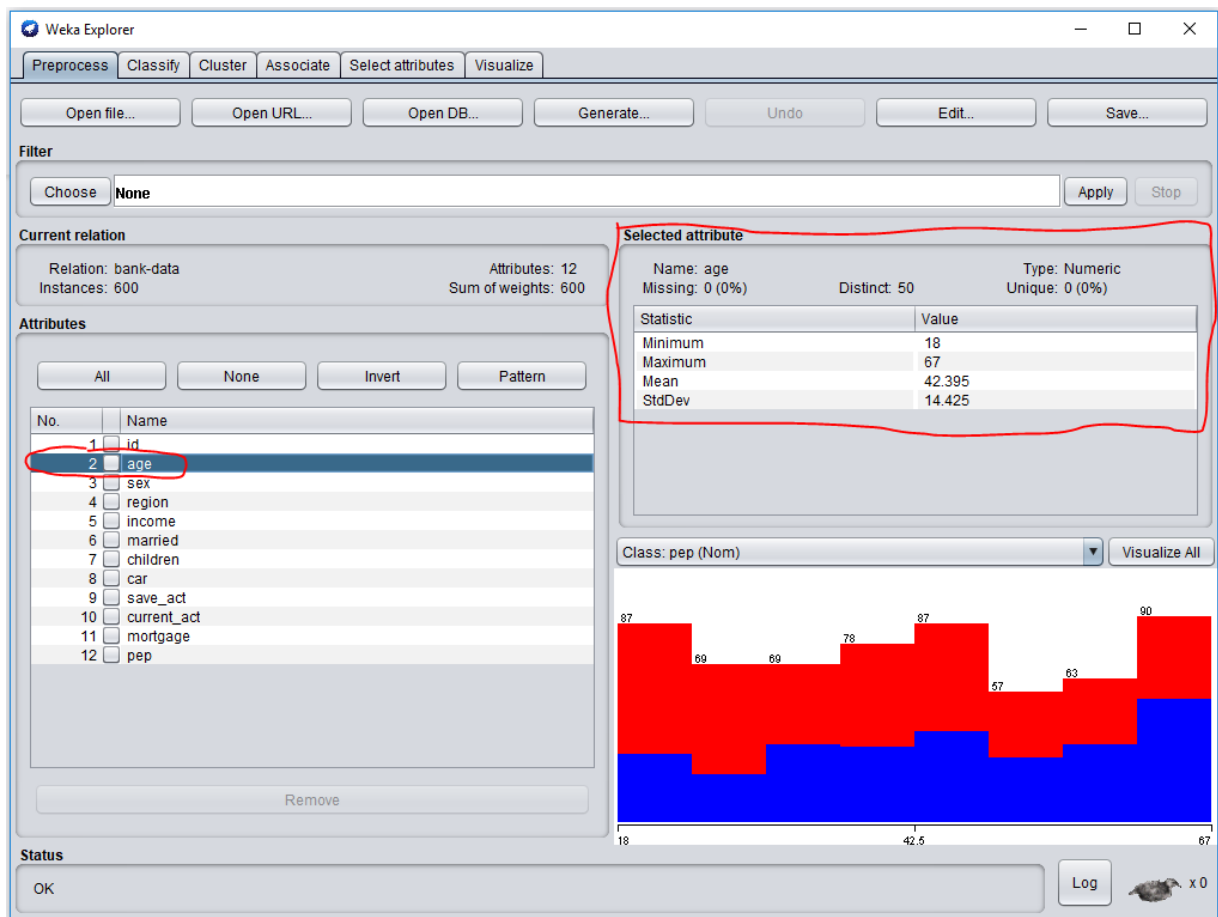 Weka Explorer
Preprocess Classify Cluster Associate Select attributes Visualize
Open file... Open URL... Open DB... Generate... Undo Edit... Save...
Filter
Choose None Apply Stop
Current relation
Relation: bank-data Attributes: 12
Instances: 600 Sum of weights: 600
Attributes
All None Invert Pattern
No. Name
1 id
2 age
3 sex
4 region
5 income
6 married
7 children
8 car
9 save_act
10 current_act
11 mortgage
12 pep
Remove
Selected attribute
Name: age Type: Numeric
Missing: 0 (0%) Distinct: 50 Unique: 0 (0%)
Statistic Value
Minimum 18
Maximum 67
Mean 42.395
StdDev 14.425
Class: pep (Nom) Visualize All
87 69 69 78 87 57 63 90
18 42.5 67
Status
OK Log x 0